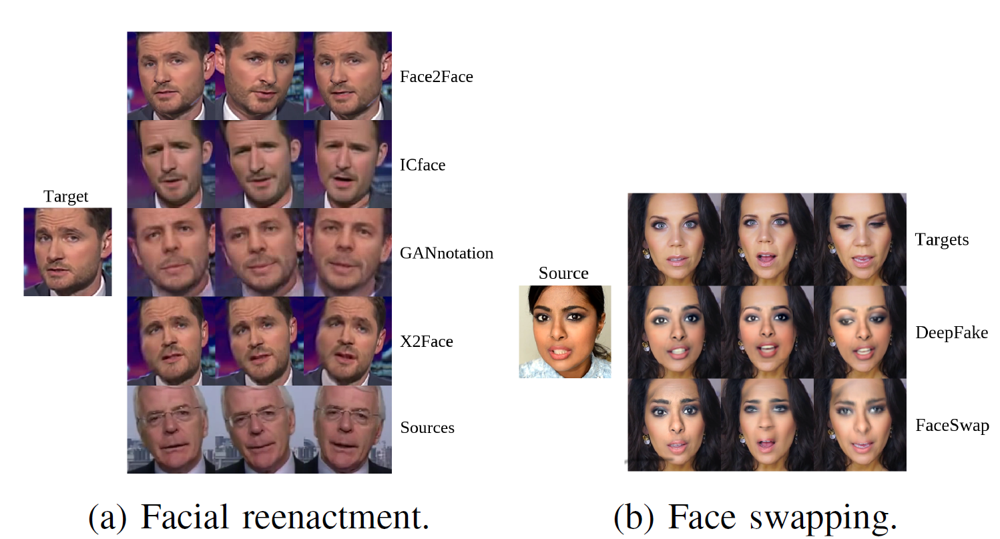 Face2Face
ICface
Target
GANnotation
X2Face
Sources
(a) Facial reenactment.
Targets
Source
DeepFake
FaceSwap
(b) Face swapping.